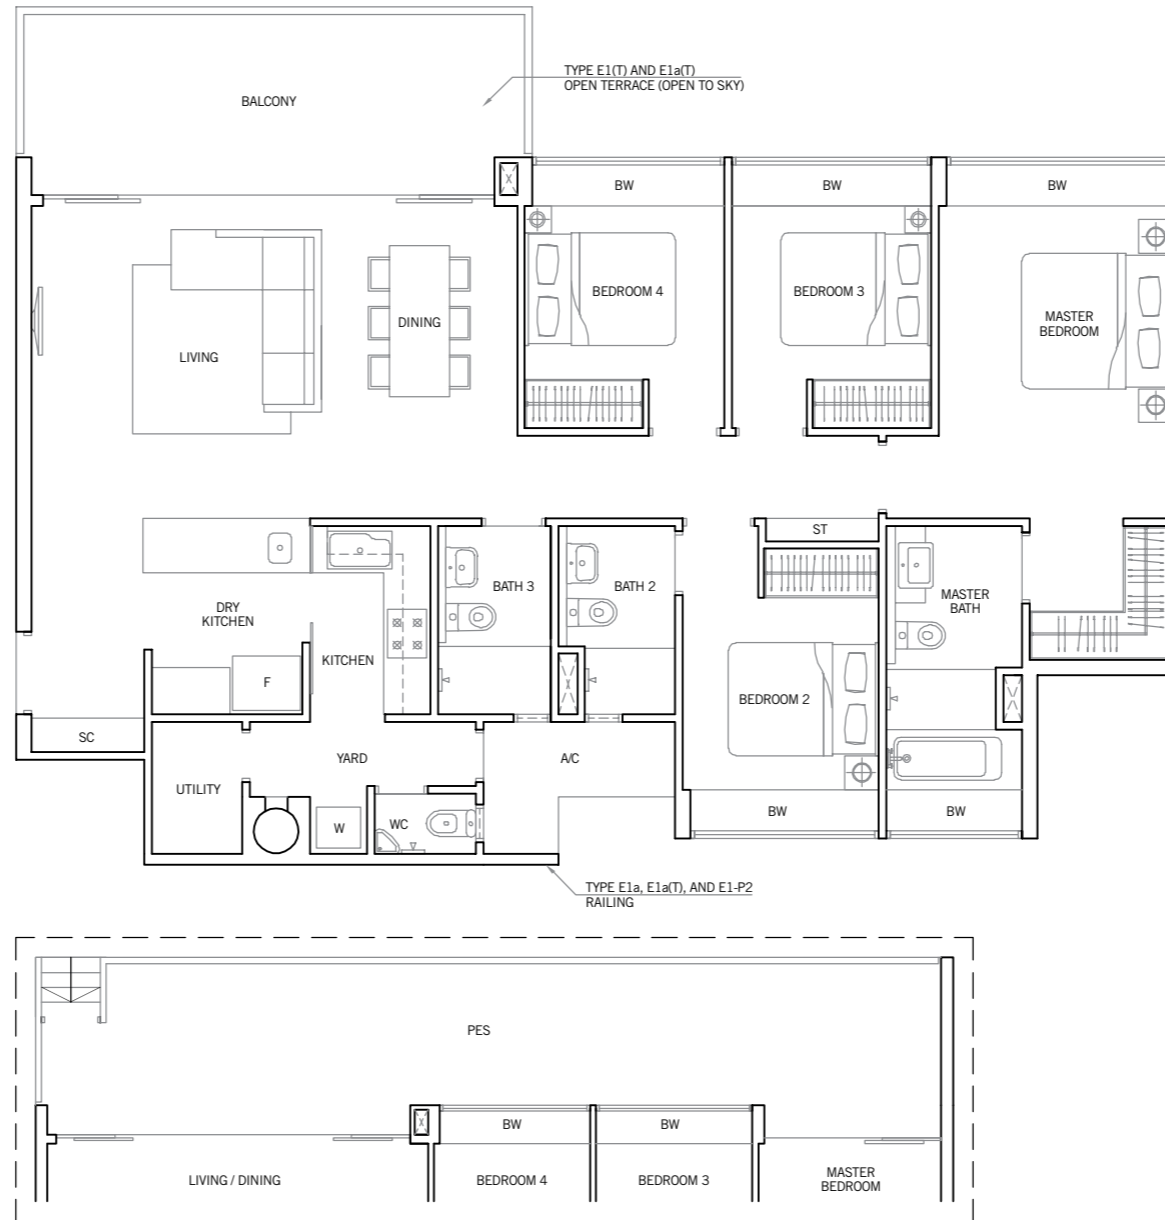 TYPE E1(T) AND E1a(T)
OPEN TERRACE (OPEN TO SKY)
BALCONY
BW
BW
BW
BEDROOM 4
BEDROOM 3
MASTER
BEDROOM
DINING
LIVING
ST
BATH 3
BATH 2
MASTER
BATH
DRY
KITCHEN
KITCHEN
F
BEDROOM 2
SC
YARD
A/C
UTILITY
W
WC
BW
BW
TYPE E1a, E1a(T), AND E1-P2
RAILING
PES
BW
BW
LIVING / DINING
BEDROOM 4
BEDROOM 3
MASTER
BEDROOM